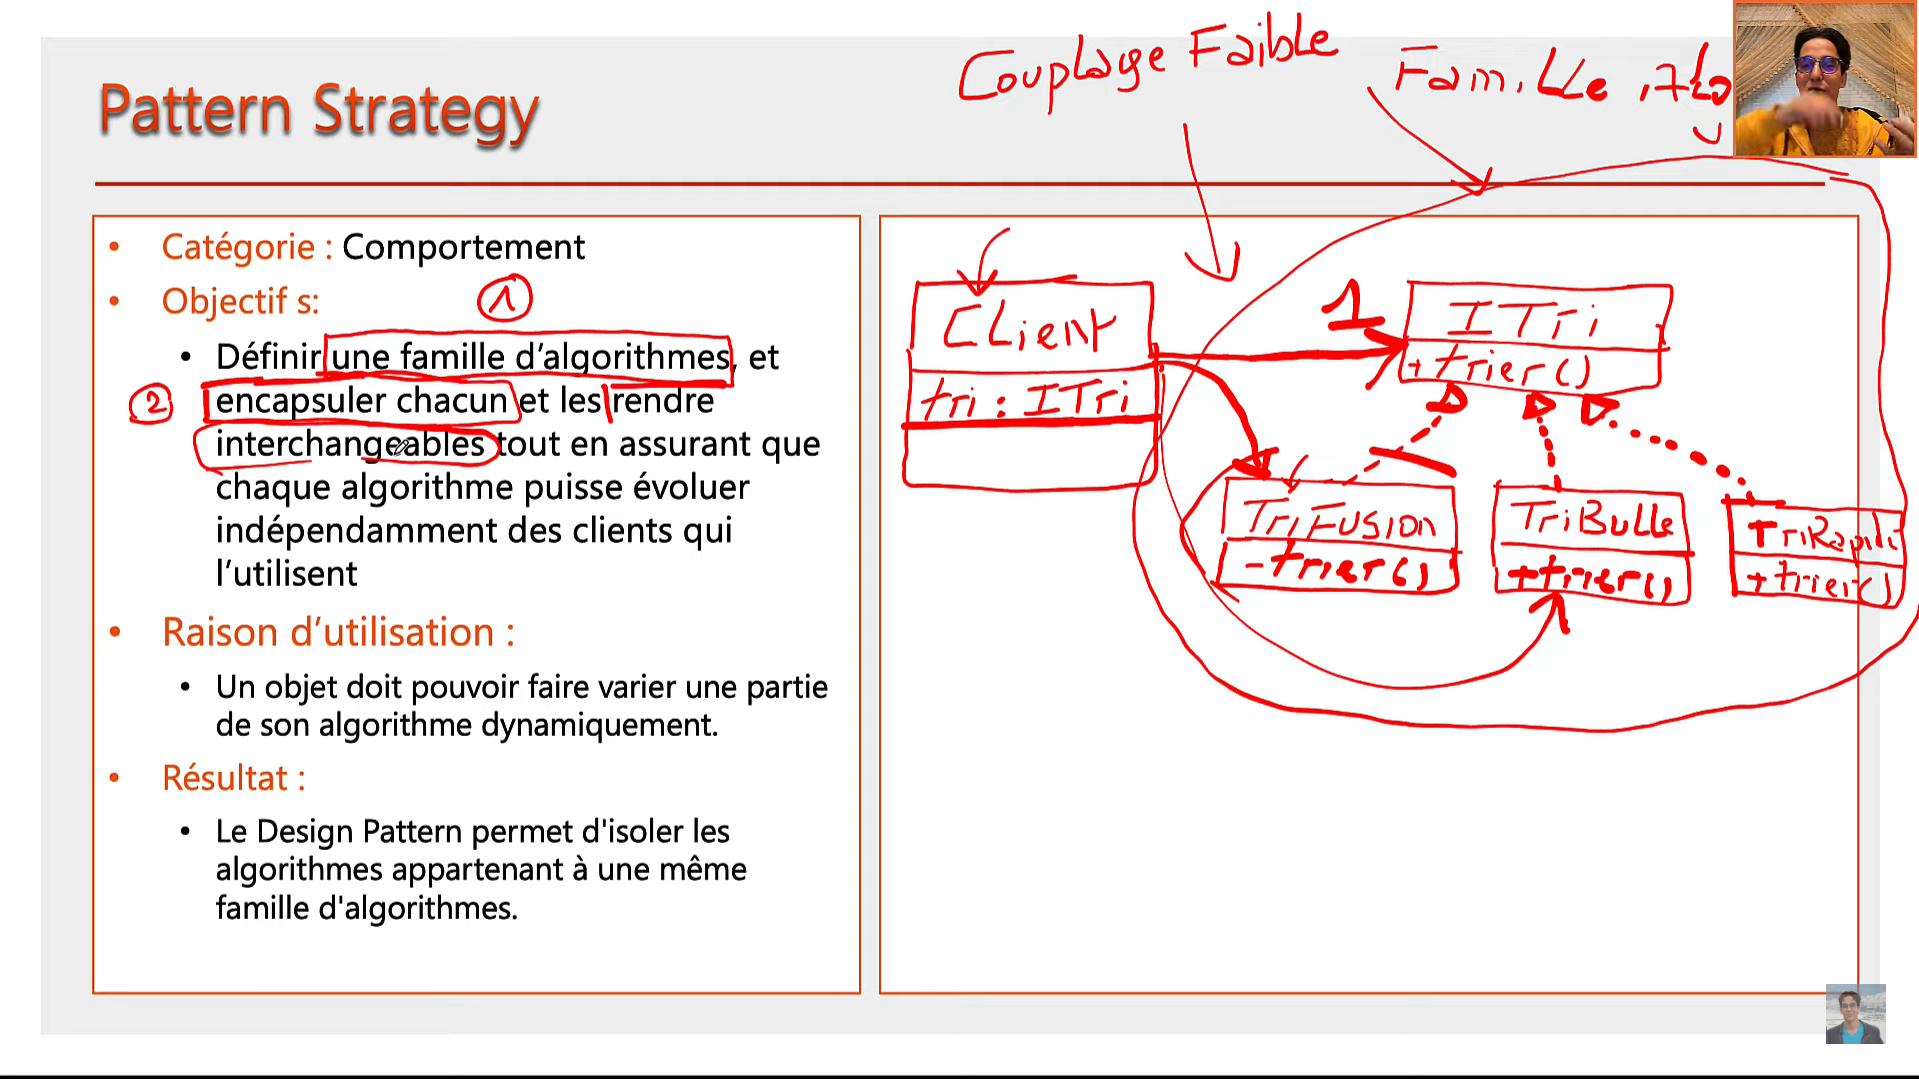 Couplage Faible
Famille Algo
Pattern Strategy
• Catégorie : Comportement
• Objectif s:
1
• Définir une famille d'algorithmes, et
2
encapsuler chacun et les rendre
interchangeables tout en assurant que
chaque algorithme puisse évoluer
indépendamment des clients qui
l'utilisent
• Raison d'utilisation :
• Un objet doit pouvoir faire varier une partie
de son algorithme dynamiquement.
• Résultat :
• Le Design Pattern permet d'isoler les
algorithmes appartenant à une même
famille d'algorithmes.
CLient
tri : ITri
1
ITri
+ trier()
TriFusion
- trier()
TriBulle
+ trier()
TriRapide
+ trier()